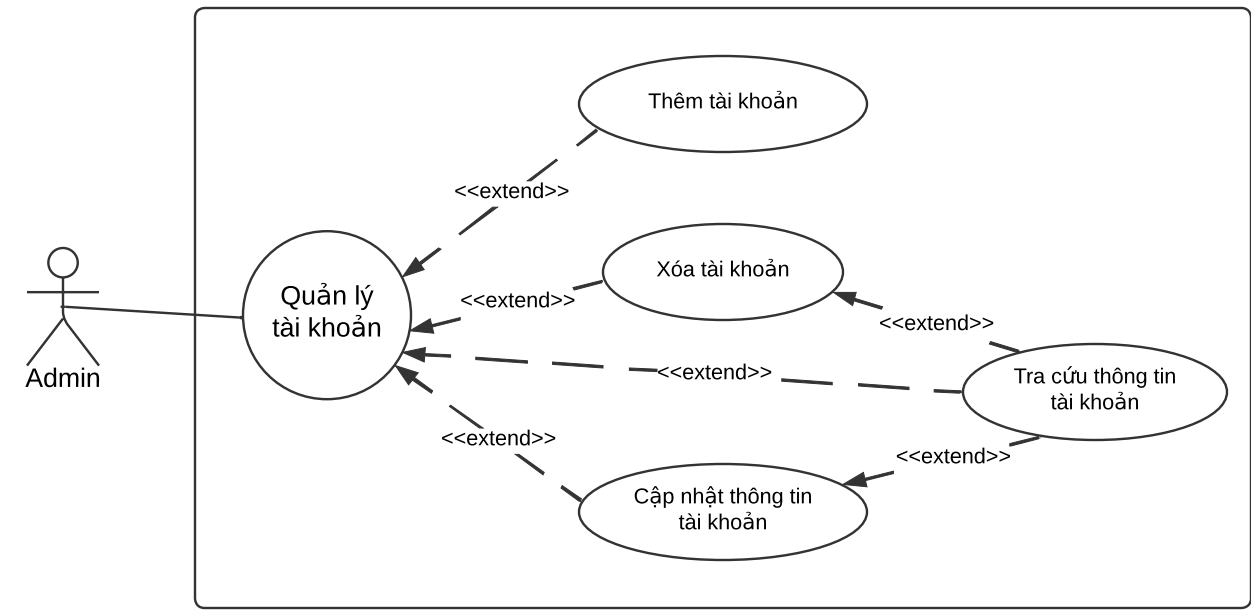 Thêm tài khoản
<<extend>>
Xóa tài khoản
Quản lý
tài khoản
<<extend>>
<<extend>>
Admin
<<extend>>
Tra cứu thông tin
tài khoản
<<extend>>
<<extend>>
Cập nhật thông tin
tài khoản